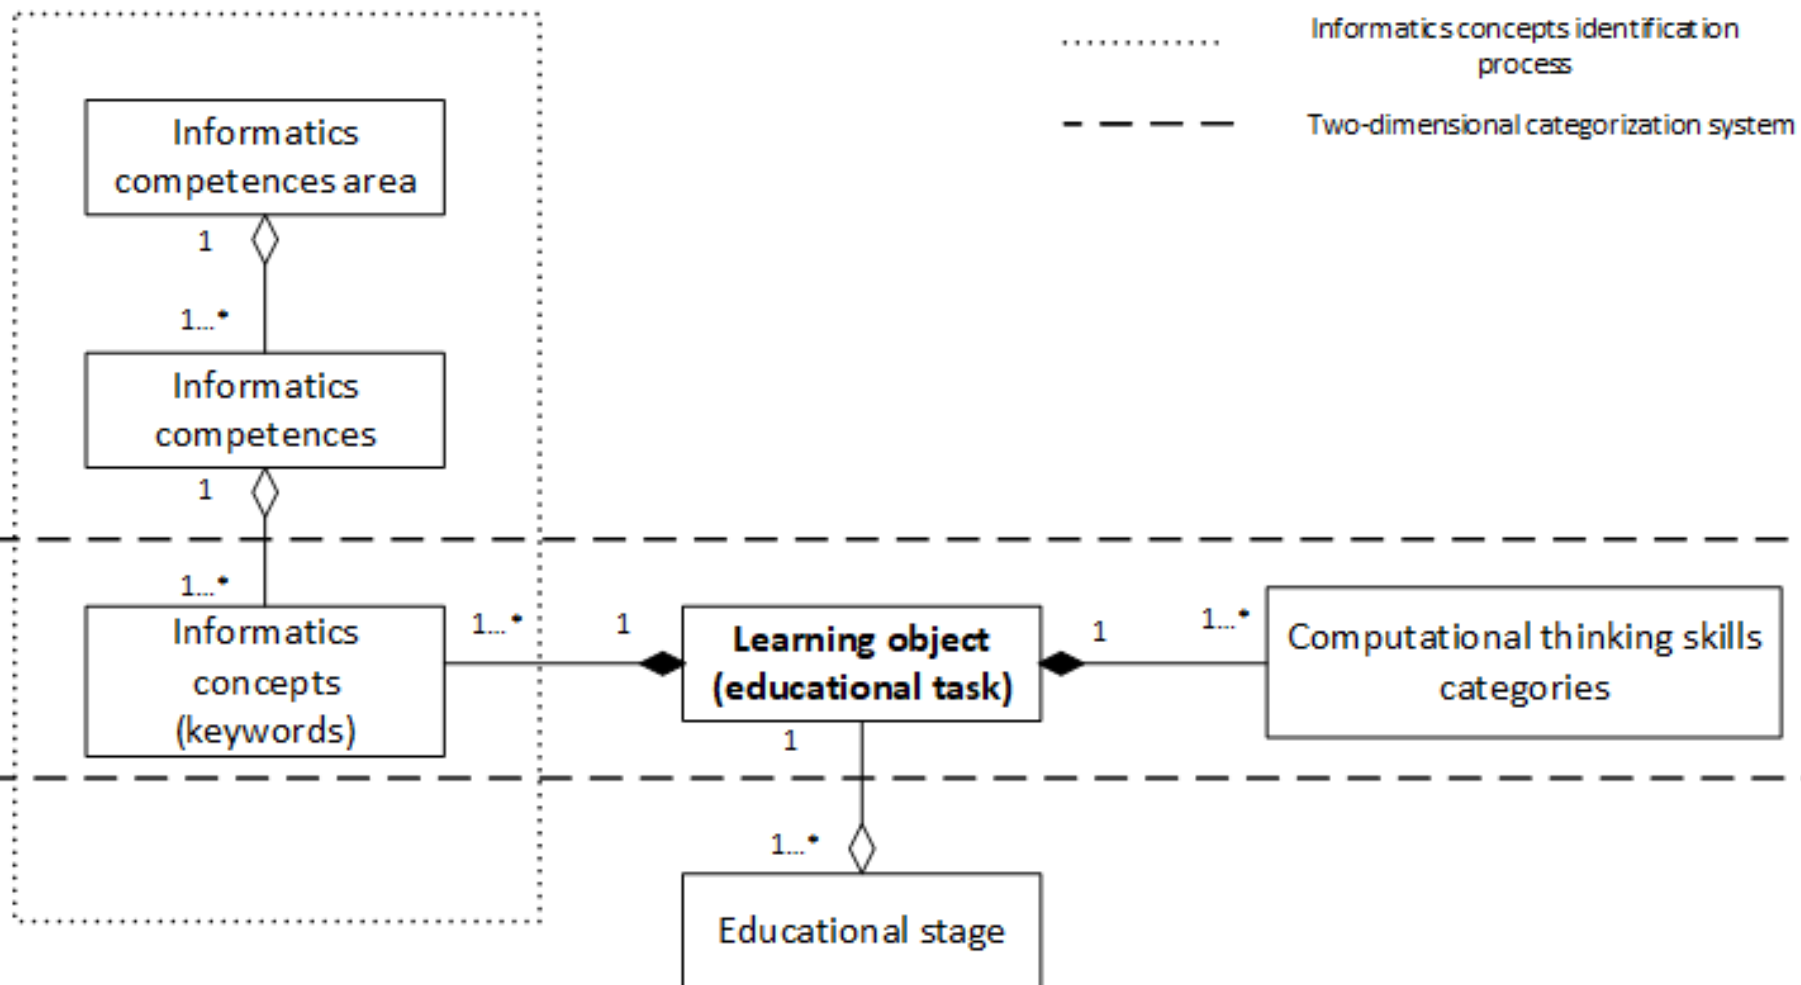 Informatics concepts identification
process
Two-dimensional categorization system
Informatics
competences area
1
1...*
Informatics
competences
1
1...*
Informatics
concepts
(keywords)
1...*
1
Learning object
(educational task)
1
1...*
Computational thinking skills
categories
1
1...*
Educational stage